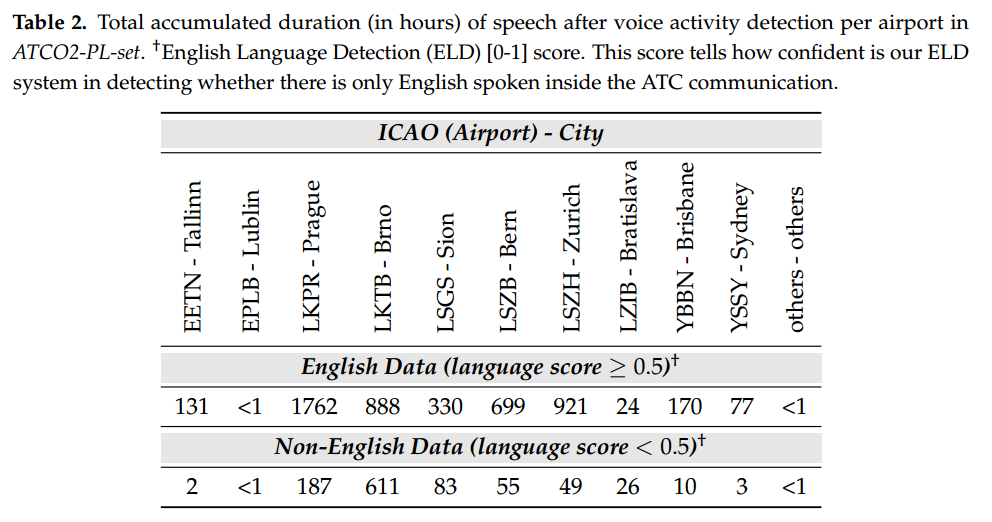 Table 2. Total accumulated duration (in hours) of speech after voice activity detection per airport in
ATCO2-PL-set. †English Language Detection (ELD) [0-1] score. This score tells how confident is our ELD
system in detecting whether there is only English spoken inside the ATC communication.
ICAO (Airport) - City
EETN - Tallinn
EPLB - Lublin
LKPR - Prague
LKTB - Brno
LSGS - Sion
LSZB - Bern
LSZH - Zurich
LZIB - Bratislava
YBBN - Brisbane
YSSY - Sydney
others - others
English Data (language score ≥ 0.5)†
131 <1 1762 888 330 699 921 24 170 77 <1
Non-English Data (language score < 0.5)†
2 <1 187 611 83 55 49 26 10 3 <1